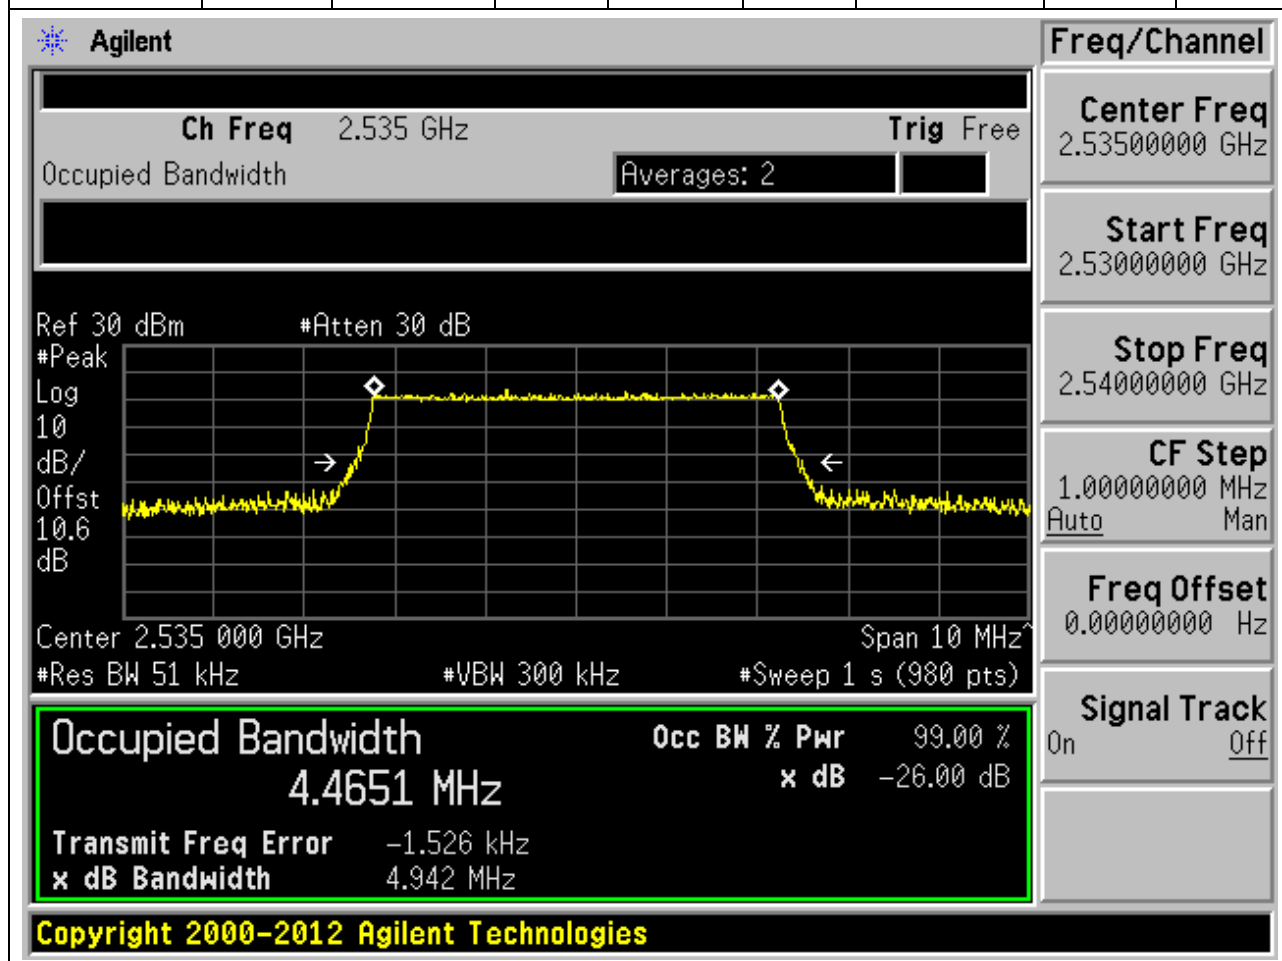 Agilent
Freq/Channel
Ch Freq 2.535 GHz Trig Free
Occupied Bandwidth Averages: 2
Center Freq
2.53500000 GHz
Start Freq
2.53000000 GHz
Stop Freq
2.54000000 GHz
CF Step
1.00000000 MHz
Auto Man
Freq Offset
0.00000000 Hz
Signal Track
On Off
Ref 30 dBm #Atten 30 dB
#Peak
Log
10
dB/
Offst
10.6
dB
Center 2.535 000 GHz Span 10 MHz^
#Res BW 51 kHz #VBW 300 kHz #Sweep 1 s (980 pts)
Occupied Bandwidth Occ BW % Pwr 99.00 %
4.4651 MHz x dB -26.00 dB
Transmit Freq Error -1.526 kHz
x dB Bandwidth 4.942 MHz
Copyright 2000-2012 Agilent Technologies